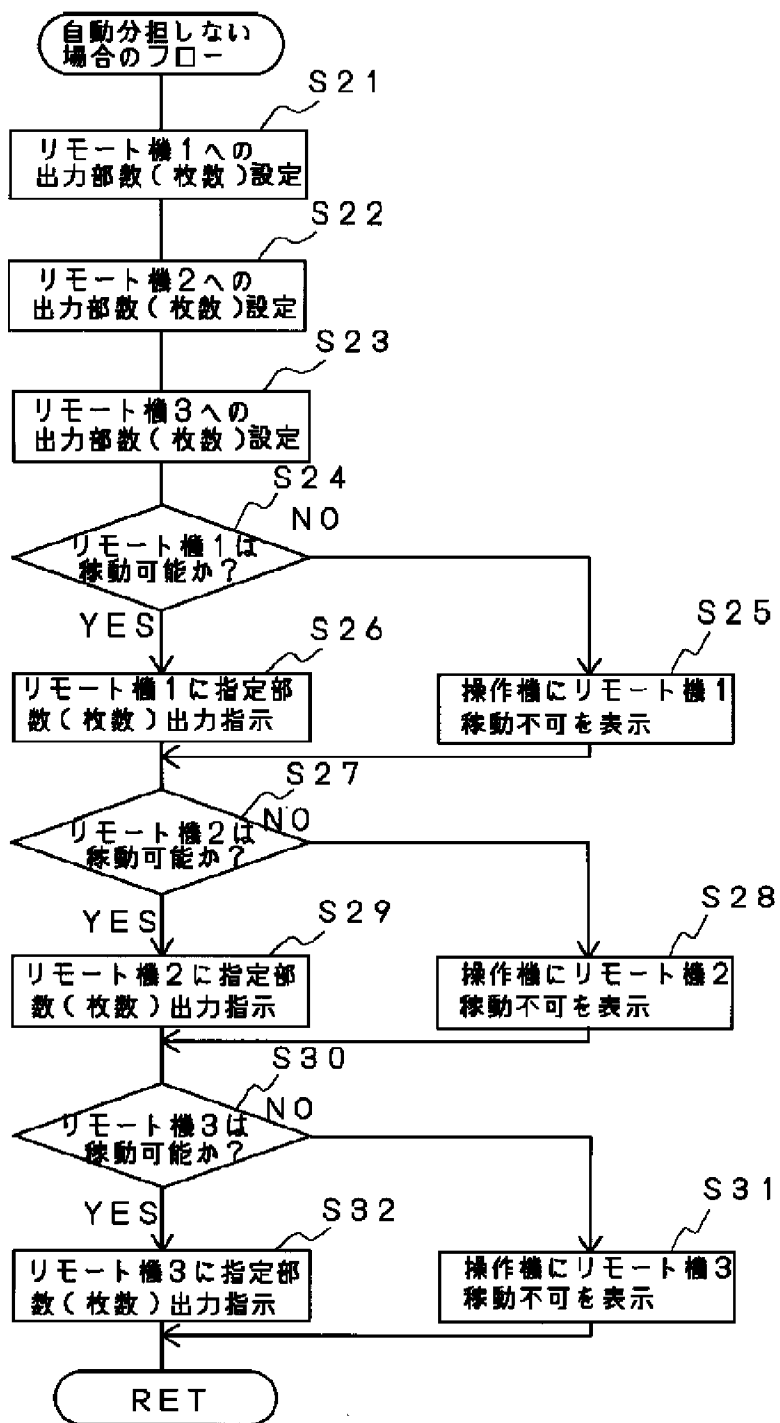 自動分担しない
場合のフロー
S21
リモート機1への
出力部数(枚数)設定
S22
リモート機2への
出力部数(枚数)設定
S23
リモート機3への
出力部数(枚数)設定
S24
リモート機1は
稼動可能か?
NO
YES
S25
操作機にリモート機1
稼動不可を表示
S26
リモート機1に指定部
数(枚数)出力指示
S27
リモート機2は
稼動可能か?
NO
YES
S28
操作機にリモート機2
稼動不可を表示
S29
リモート機2に指定部
数(枚数)出力指示
S30
リモート機3は
稼動可能か?
NO
YES
S31
操作機にリモート機3
稼動不可を表示
S32
リモート機3に指定部
数(枚数)出力指示
RET